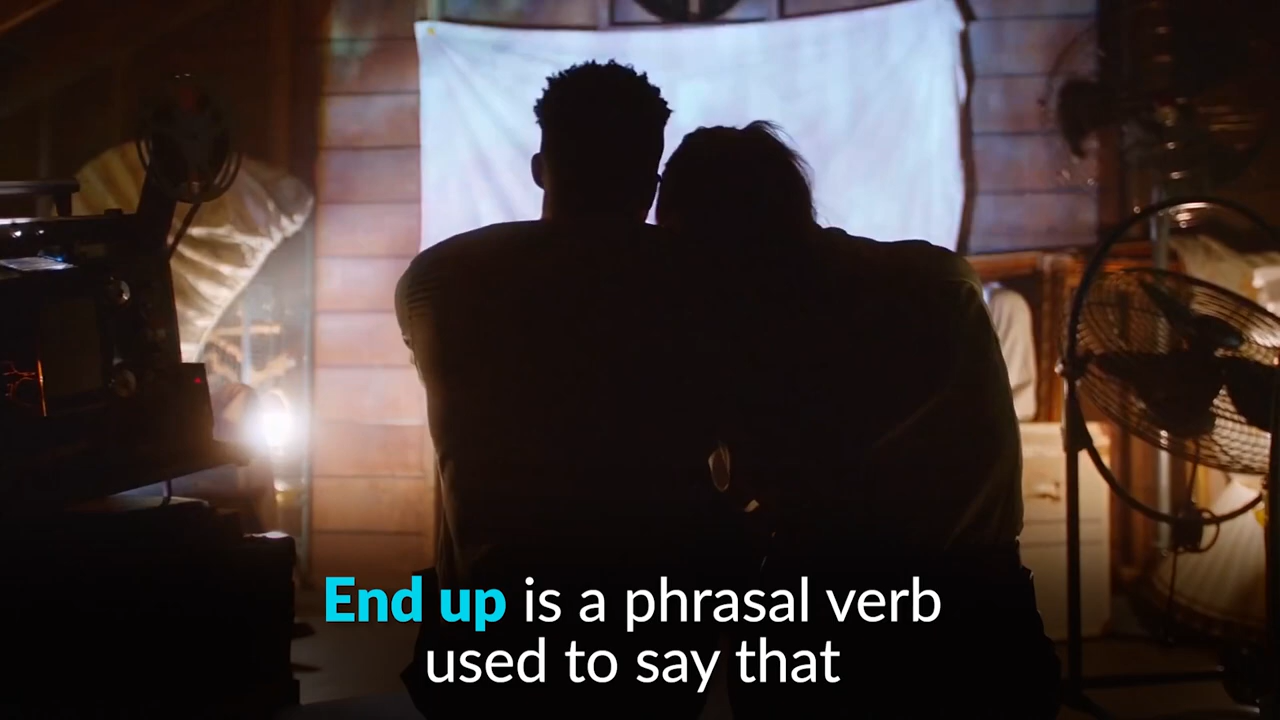 End up is a phrasal verb
used to say that